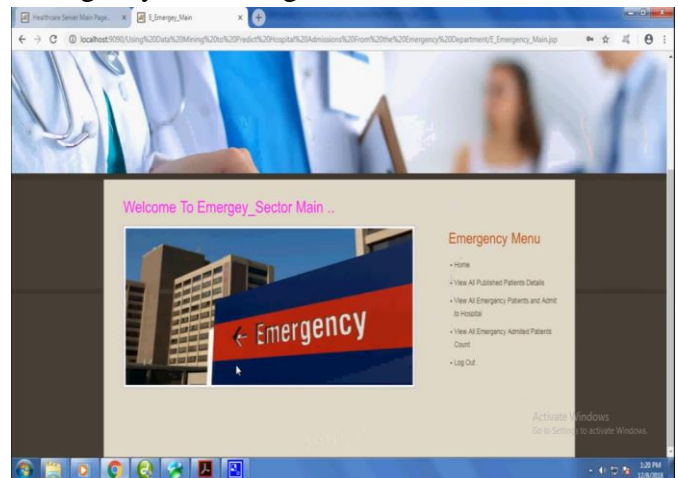 Healthcare Server Main Page..
E_Emergey_Main
localhost:9090/Using%20Data%20Mining%20to%20Predict%20Hospital%20Admissions%20From%20the%20Emergency%20Department/E_Emergency_Main.jsp
Welcome To Emergey_Sector Main ..
Emergency
Emergency Menu
Home
View All Published Patients Details
View All Emergency Patients and Admit
to Hospital
View All Emergency Admited Patients
Count
Log Out
Activate Windows
Go to Settings to activate Windows.
1:20 PM
12/6/2018